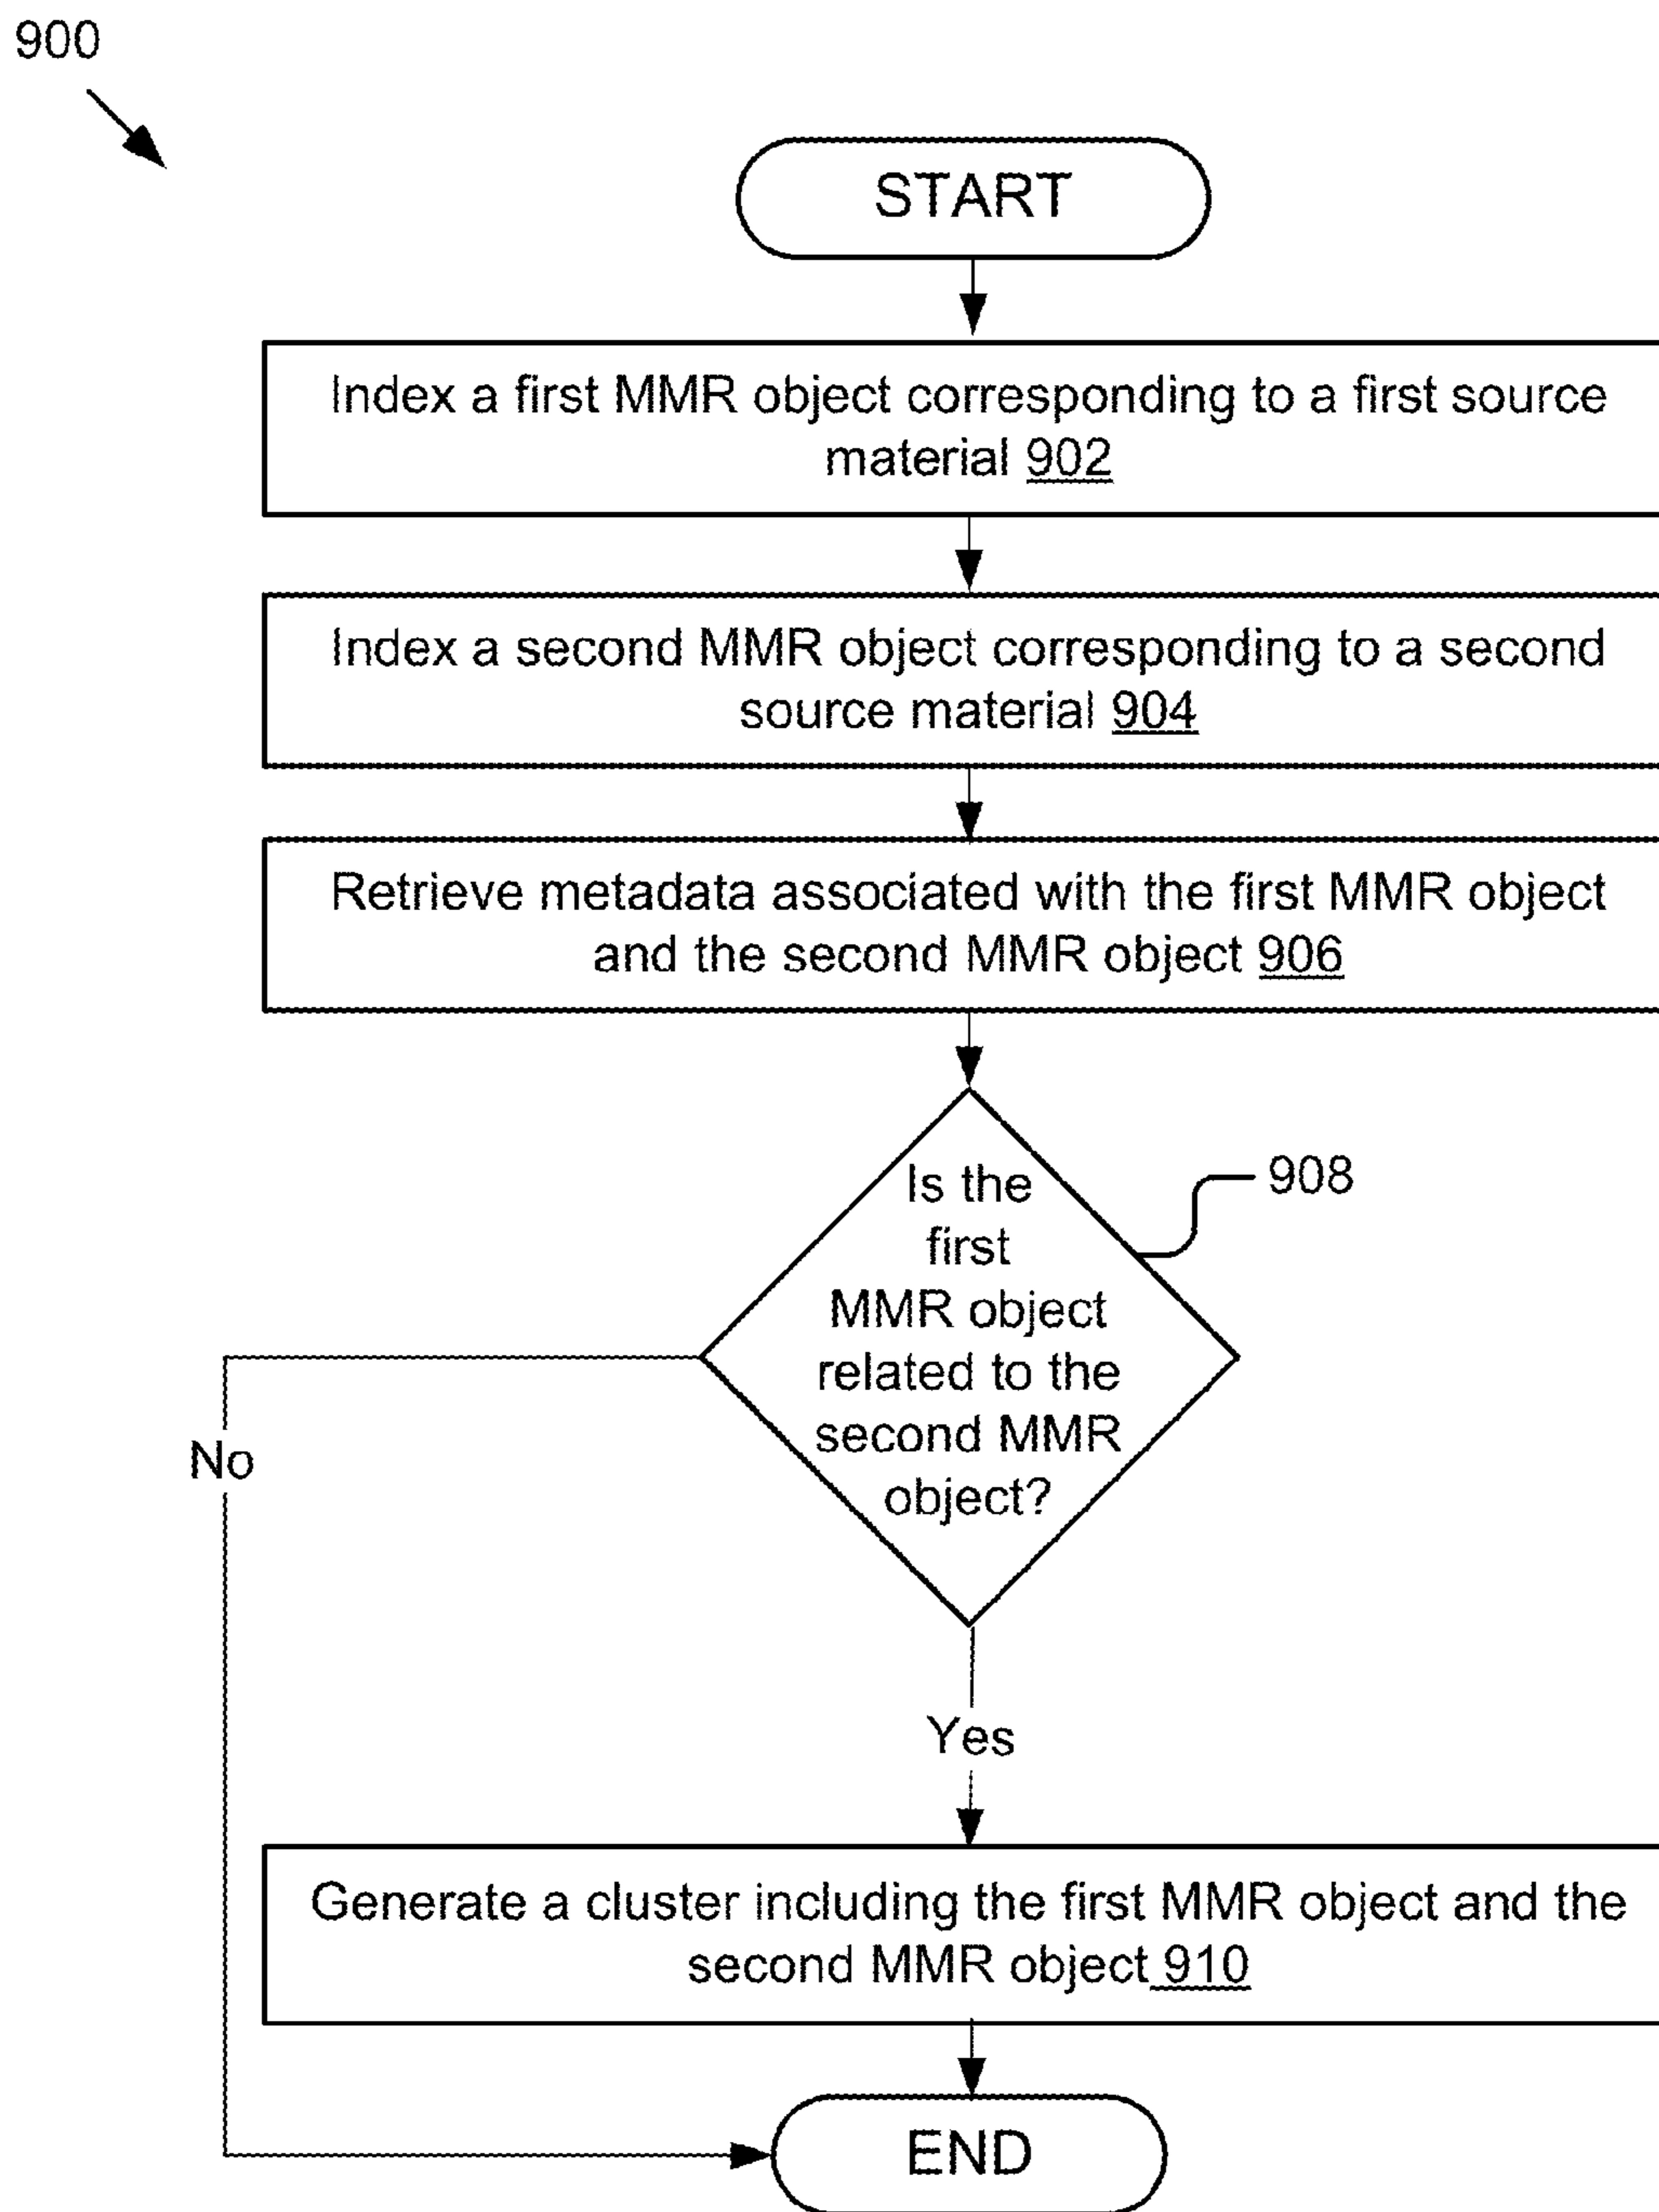 900
START
Index a first MMR object corresponding to a first source
material 902
Index a second MMR object corresponding to a second
source material 904
Retrieve metadata associated with the first MMR object
and the second MMR object 906
Is the
first
MMR object
related to the
second MMR
object?
908
No
Yes
Generate a cluster including the first MMR object and the
second MMR object 910
END